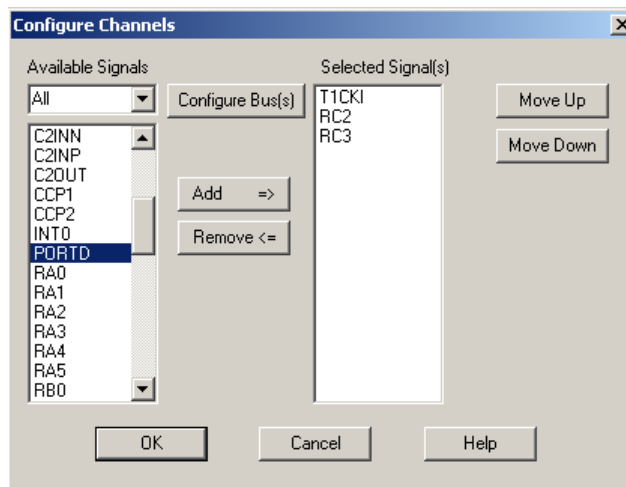 Configure Channels
Available Signals
Selected Signal(s)
All
Configure Bus(s)
C2INN
C2INP
C2OUT
CCP1
CCP2
INT0
PORTD
RA0
RA1
RA2
RA3
RA4
RA5
RB0
Add =>
Remove <=
T1CKI
RC2
RC3
Move Up
Move Down
OK
Cancel
Help